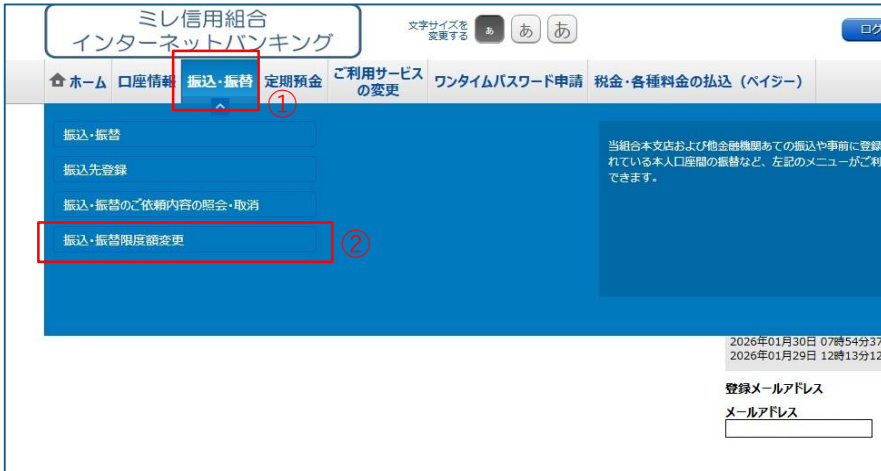 ミレ信用組合
インターネットバンキング
文字サイズを
変更する
あ あ あ
ログ
ホーム 口座情報 振込・振替 定期預金 ご利用サービス
の変更 ワンタイムパスワード申請 税金・各種料金の払込（ペイジー）
①
振込・振替
振込先登録
振込・振替のご依頼内容の照会・取消
振込・振替限度額変更
②
当組合本支店および他金融機関あての振込や事前に登録
れている本人口座間の振替など、左記のメニューがご利
できます。
2026年01月30日 07時54分37
2026年01月29日 12時13分12
登録メールアドレス
メールアドレス